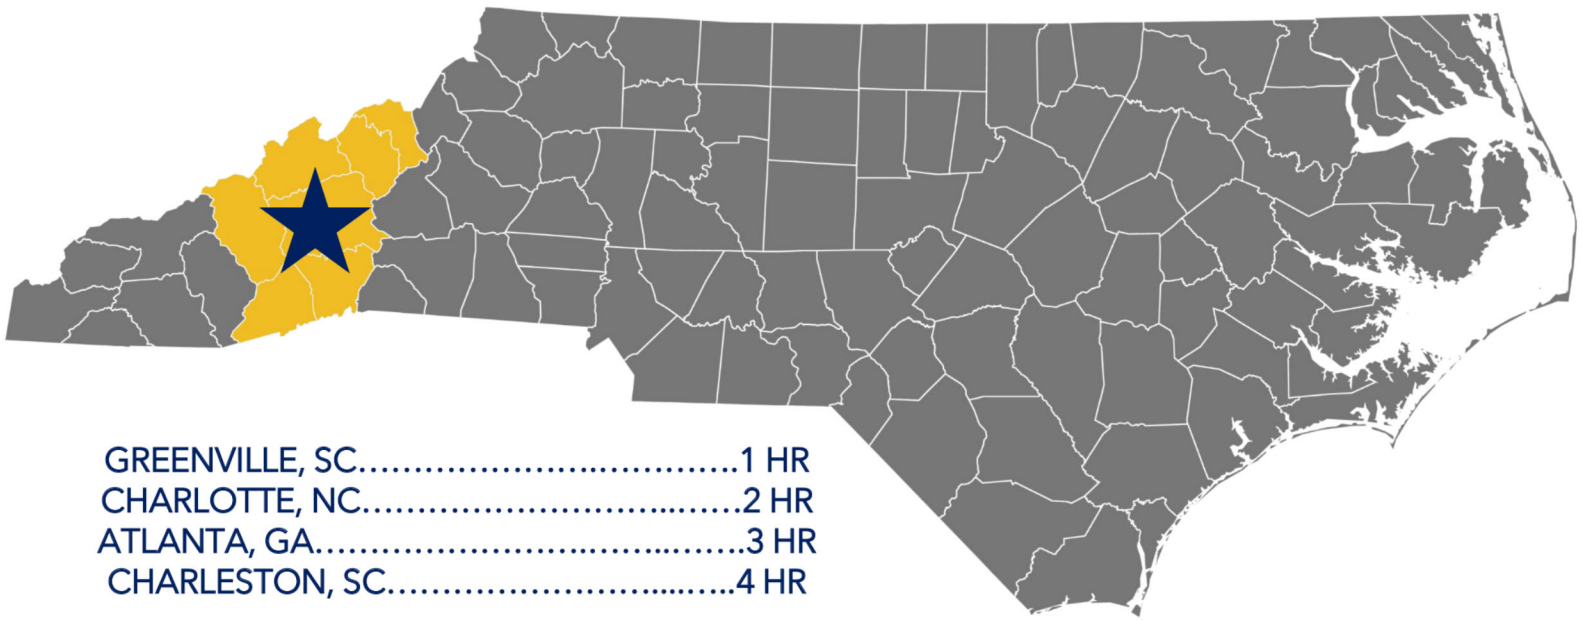 GREENVILLE, SC.................................1 HR
CHARLOTTE, NC.................................2 HR
ATLANTA, GA.....................................3 HR
CHARLESTON, SC...............................4 HR